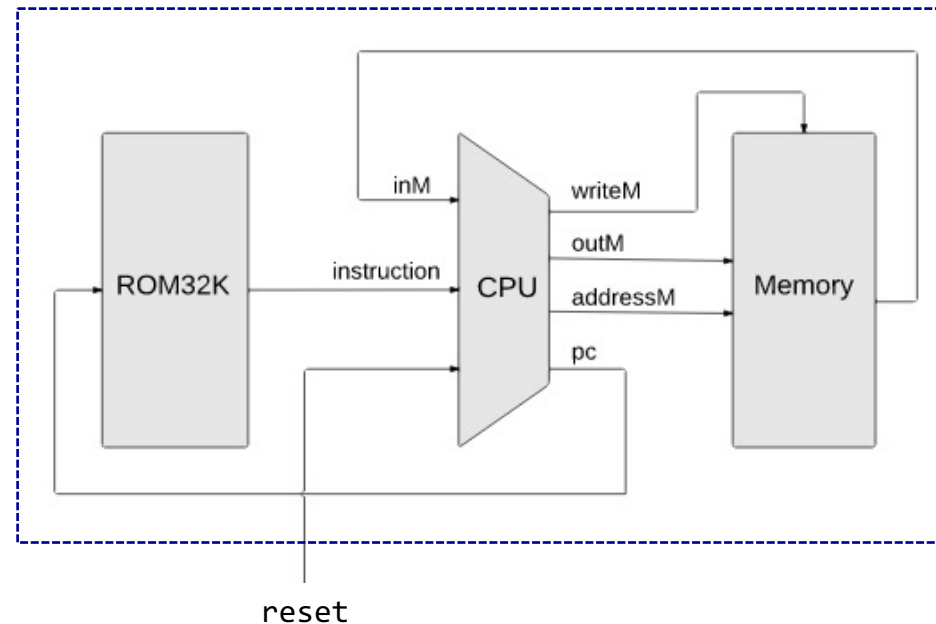 inM
writeM
outM
instruction
ROM32K
CPU
addressM
Memory
pc
reset